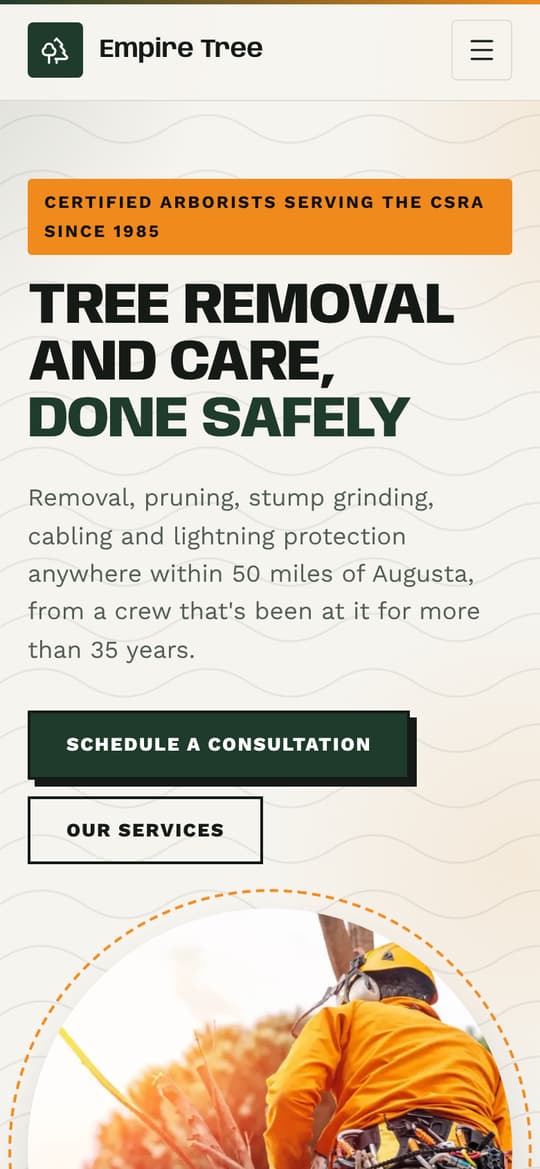 Empire Tree
CERTIFIED ARBORISTS SERVING THE CSRA
SINCE 1985
TREE REMOVAL
AND CARE,
DONE SAFELY
Removal, pruning, stump grinding,
cabling and lightning protection
anywhere within 50 miles of Augusta,
from a crew that's been at it for more
than 35 years.
SCHEDULE A CONSULTATION
OUR SERVICES